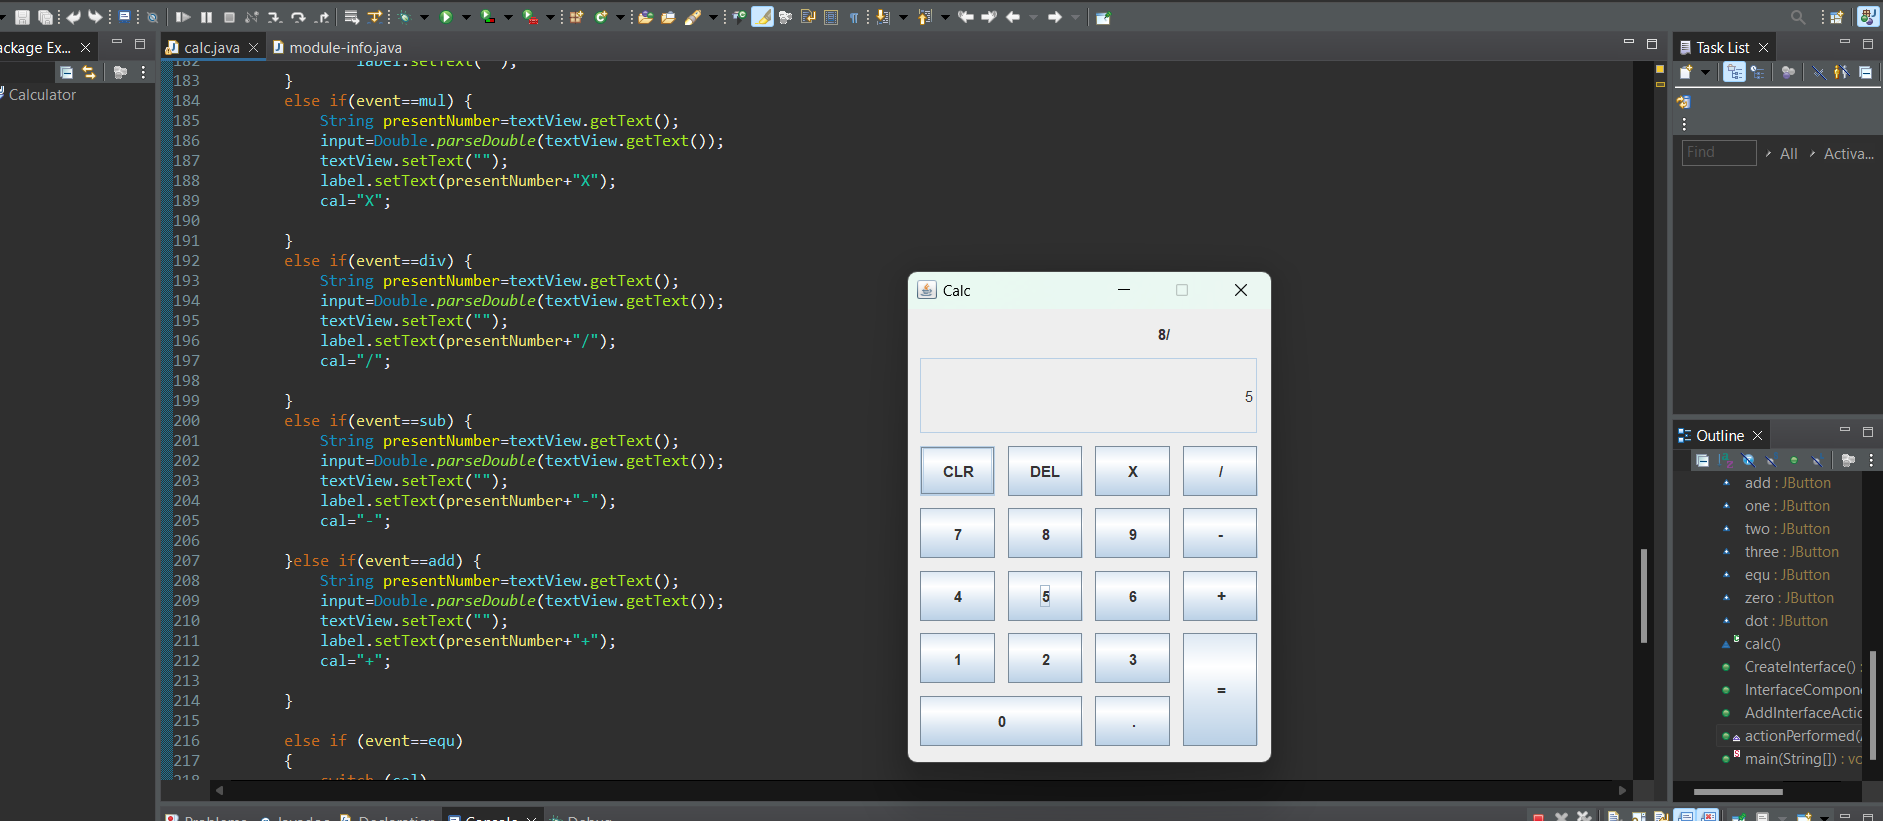 ackage Ex...
Calculator
calc.java
module-info.java
182 label.setText("");
183 }
184 else if(event==mul) {
185 String presentNumber=textView.getText();
186 input=Double.parseDouble(textView.getText());
187 textView.setText("");
188 label.setText(presentNumber+"X");
189 cal="X";
190
191 }
192 else if(event==div) {
193 String presentNumber=textView.getText();
194 input=Double.parseDouble(textView.getText());
195 textView.setText("");
196 label.setText(presentNumber+"/");
197 cal="/";
198
199 }
200 else if(event==sub) {
201 String presentNumber=textView.getText();
202 input=Double.parseDouble(textView.getText());
203 textView.setText("");
204 label.setText(presentNumber+"-");
205 cal="-";
206
207 }else if(event==add) {
208 String presentNumber=textView.getText();
209 input=Double.parseDouble(textView.getText());
210 textView.setText("");
211 label.setText(presentNumber+"+");
212 cal="+";
213
214 }
215
216 else if (event==equ)
217 {
218 switch (cal)
Calc
8/
5
CLR DEL X /
7 8 9 -
4 5 6 +
1 2 3
=
0 .
Task List
Find All Activa...
Outline
add : JButton
one : JButton
two : JButton
three : JButton
equ : JButton
zero : JButton
dot : JButton
calc()
CreateInterface() :
InterfaceCompon
AddInterfaceActic
actionPerformed(
main(String[]) : vo
Problems Javadoc Declaration Console Debug